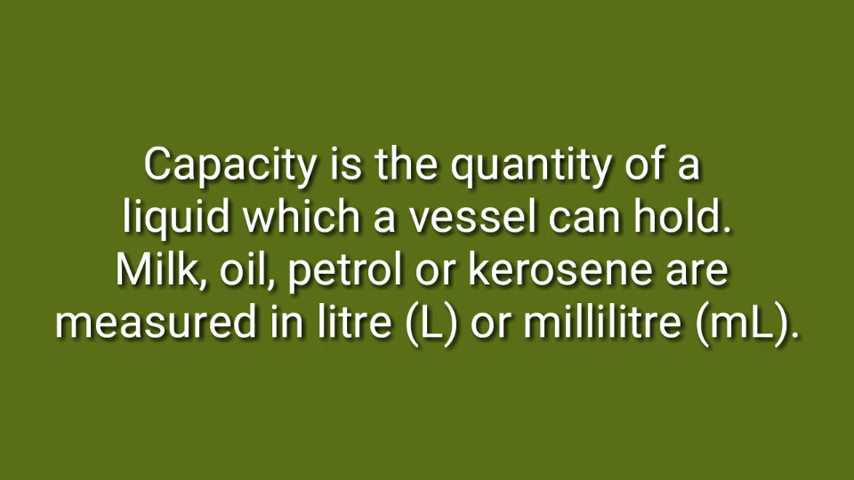 Capacity is the quantity of a
liquid which a vessel can hold.
Milk, oil, petrol or kerosene are
measured in litre (L) or millilitre (mL).